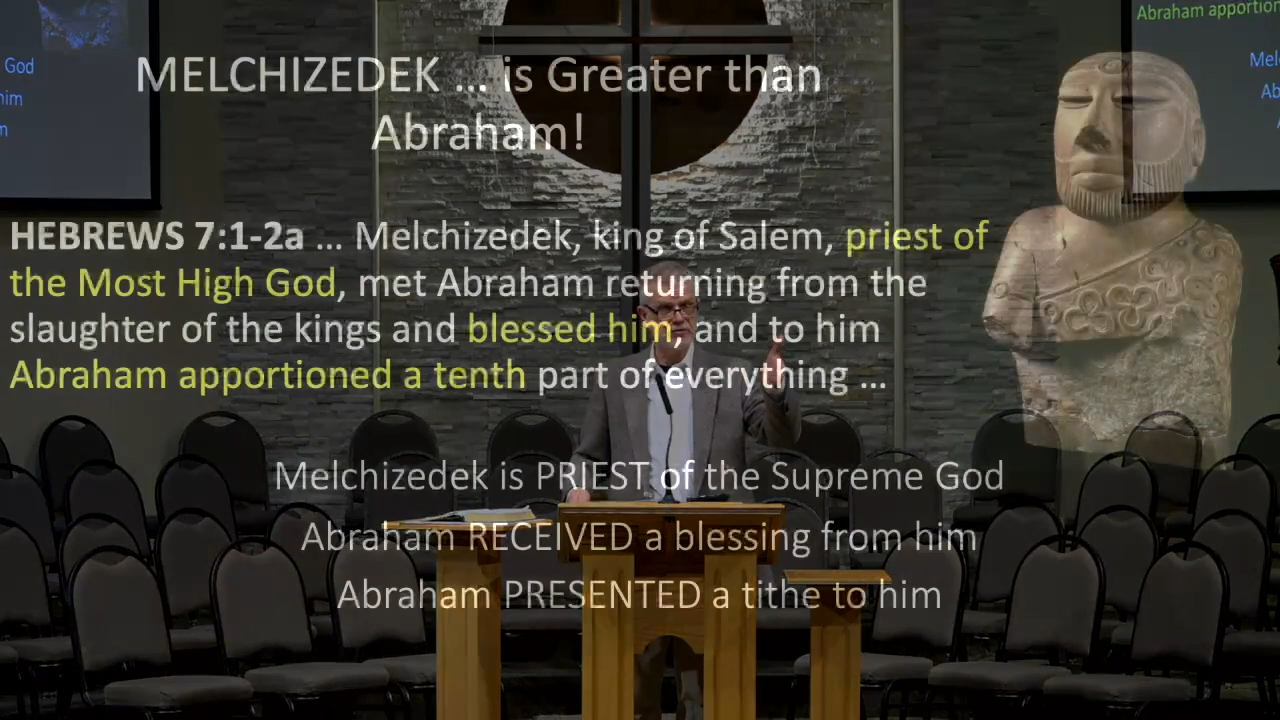 MELCHIZEDEK ... is Greater than
Abraham!
HEBREWS 7:1-2a ... Melchizedek, king of Salem, priest of
the Most High God, met Abraham returning from the
slaughter of the kings and blessed him, and to him
Abraham apportioned a tenth part of everything ...
Melchizedek is PRIEST of the Supreme God
Abraham RECEIVED a blessing from him
Abraham PRESENTED a tithe to him
God
him
Abraham apportion
Mel
Ab